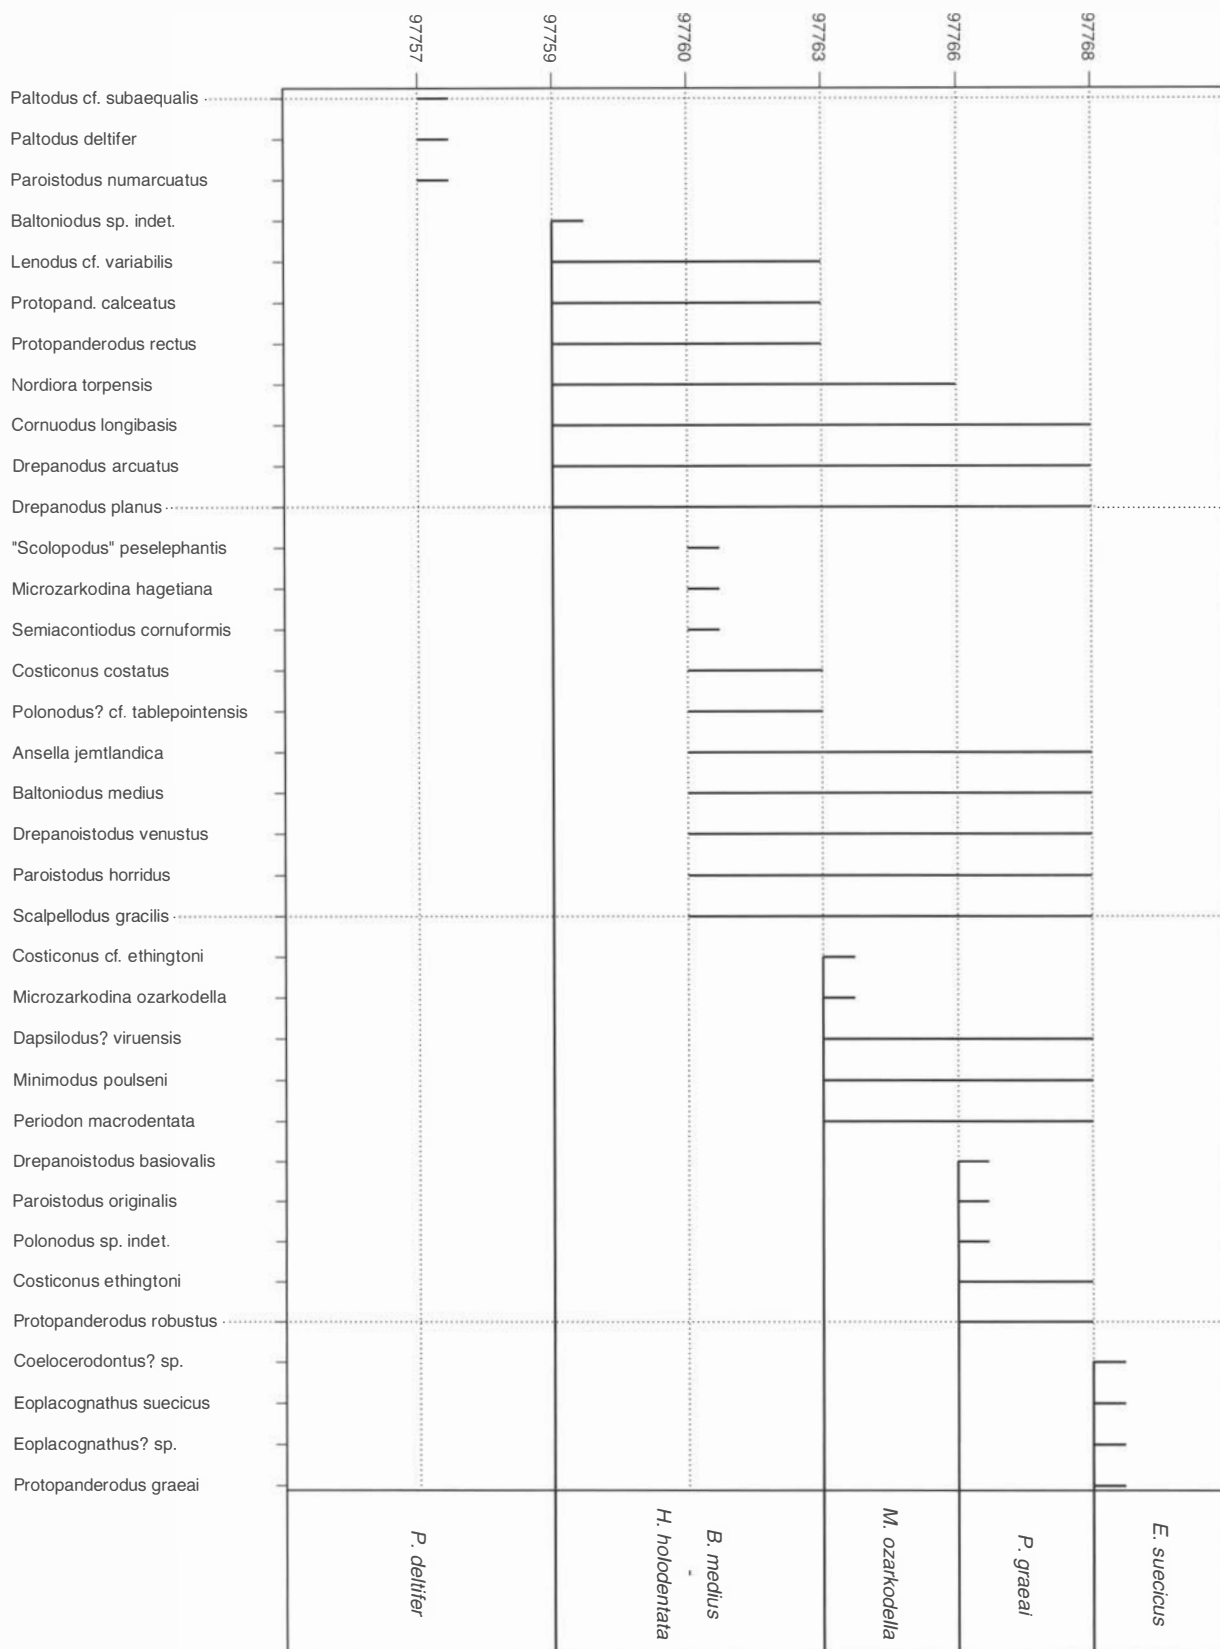 97757
97759
97760
97763
97766
97768
Paltodus cf. subaequalis
Paltodus deltifer
Paroistodus numarcuatus
Baltoniodus sp. indet.
Lenodus cf. variabilis
Protopand. calceatus
Protopanderodus rectus
Nordiora torpensis
Cornuodus longibasis
Drepanodus arcuatus
Drepanodus planus
"Scolopodus" peselephantis
Microzarkodina hagetiana
Semiacontiodus cornuformis
Costiconus costatus
Polonodus? cf. tablepointensis
Ansella jemtlandica
Baltoniodus medius
Drepanoistodus venustus
Paroistodus horridus
Scalpellodus gracilis
Costiconus cf. ethingtoni
Microzarkodina ozarkodella
Dapsilodus? viruensis
Minimodus poulseni
Periodon macrodentata
Drepanoistodus basiovalis
Paroistodus originalis
Polonodus sp. indet.
Costiconus ethingtoni
Protopanderodus robustus
Coelocerodontus? sp.
Eoplacognathus suecicus
Eoplacognathus? sp.
Protopanderodus graeai
P. deltifer
B. medius
-
H. holodentata
M. ozarkodella
P. graeai
E. suecicus